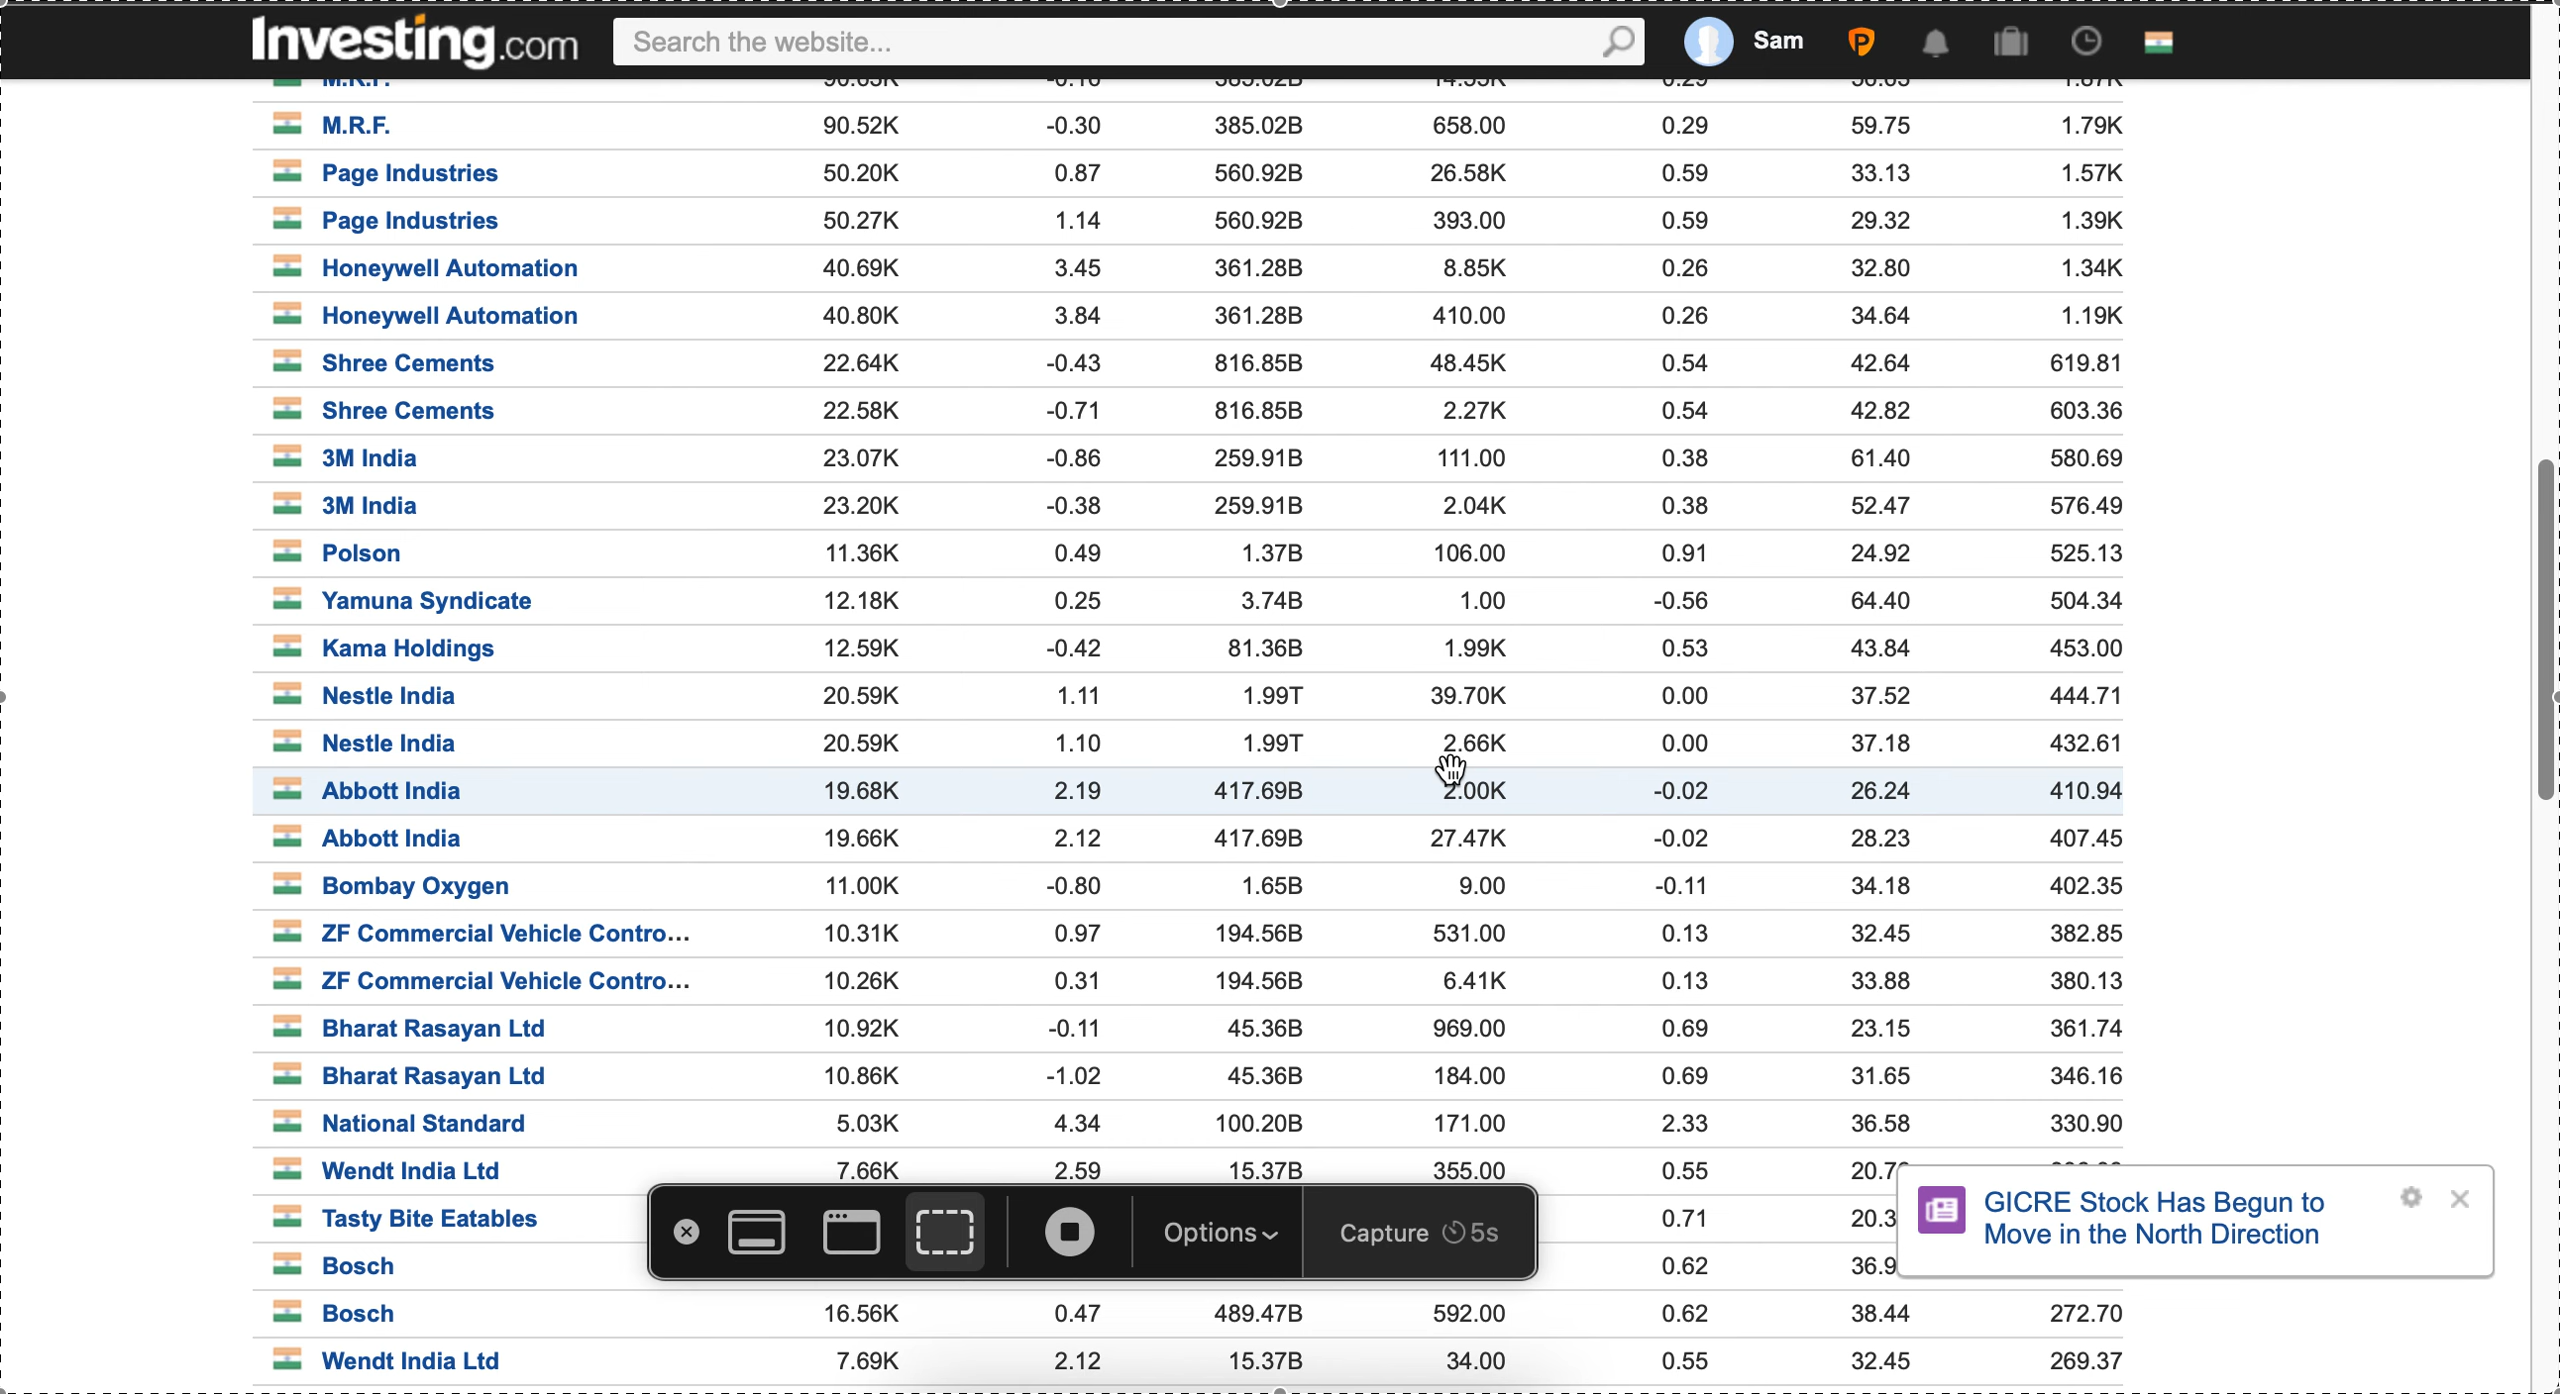 Investing.com Search the website... Sam
M.R.F. 90.63K -0.16 385.02B 14.55K 0.29 56.63 1.87K
M.R.F. 90.52K -0.30 385.02B 658.00 0.29 59.75 1.79K
Page Industries 50.20K 0.87 560.92B 26.58K 0.59 33.13 1.57K
Page Industries 50.27K 1.14 560.92B 393.00 0.59 29.32 1.39K
Honeywell Automation 40.69K 3.45 361.28B 8.85K 0.26 32.80 1.34K
Honeywell Automation 40.80K 3.84 361.28B 410.00 0.26 34.64 1.19K
Shree Cements 22.64K -0.43 816.85B 48.45K 0.54 42.64 619.81
Shree Cements 22.58K -0.71 816.85B 2.27K 0.54 42.82 603.36
3M India 23.07K -0.86 259.91B 111.00 0.38 61.40 580.69
3M India 23.20K -0.38 259.91B 2.04K 0.38 52.47 576.49
Polson 11.36K 0.49 1.37B 106.00 0.91 24.92 525.13
Yamuna Syndicate 12.18K 0.25 3.74B 1.00 -0.56 64.40 504.34
Kama Holdings 12.59K -0.42 81.36B 1.99K 0.53 43.84 453.00
Nestle India 20.59K 1.11 1.99T 39.70K 0.00 37.52 444.71
Nestle India 20.59K 1.10 1.99T 2.66K 0.00 37.18 432.61
Abbott India 19.68K 2.19 417.69B 2.00K -0.02 26.24 410.94
Abbott India 19.66K 2.12 417.69B 27.47K -0.02 28.23 407.45
Bombay Oxygen 11.00K -0.80 1.65B 9.00 -0.11 34.18 402.35
ZF Commercial Vehicle Contro... 10.31K 0.97 194.56B 531.00 0.13 32.45 382.85
ZF Commercial Vehicle Contro... 10.26K 0.31 194.56B 6.41K 0.13 33.88 380.13
Bharat Rasayan Ltd 10.92K -0.11 45.36B 969.00 0.69 23.15 361.74
Bharat Rasayan Ltd 10.86K -1.02 45.36B 184.00 0.69 31.65 346.16
National Standard 5.03K 4.34 100.20B 171.00 2.33 36.58 330.90
Wendt India Ltd 7.66K 2.59 15.37B 355.00 0.55 20.7
Tasty Bite Eatables 0.71 20.3
Bosch 0.62 36.9
Options Capture 5s
GICRE Stock Has Begun to
Move in the North Direction
Bosch 16.56K 0.47 489.47B 592.00 0.62 38.44 272.70
Wendt India Ltd 7.69K 2.12 15.37B 34.00 0.55 32.45 269.37